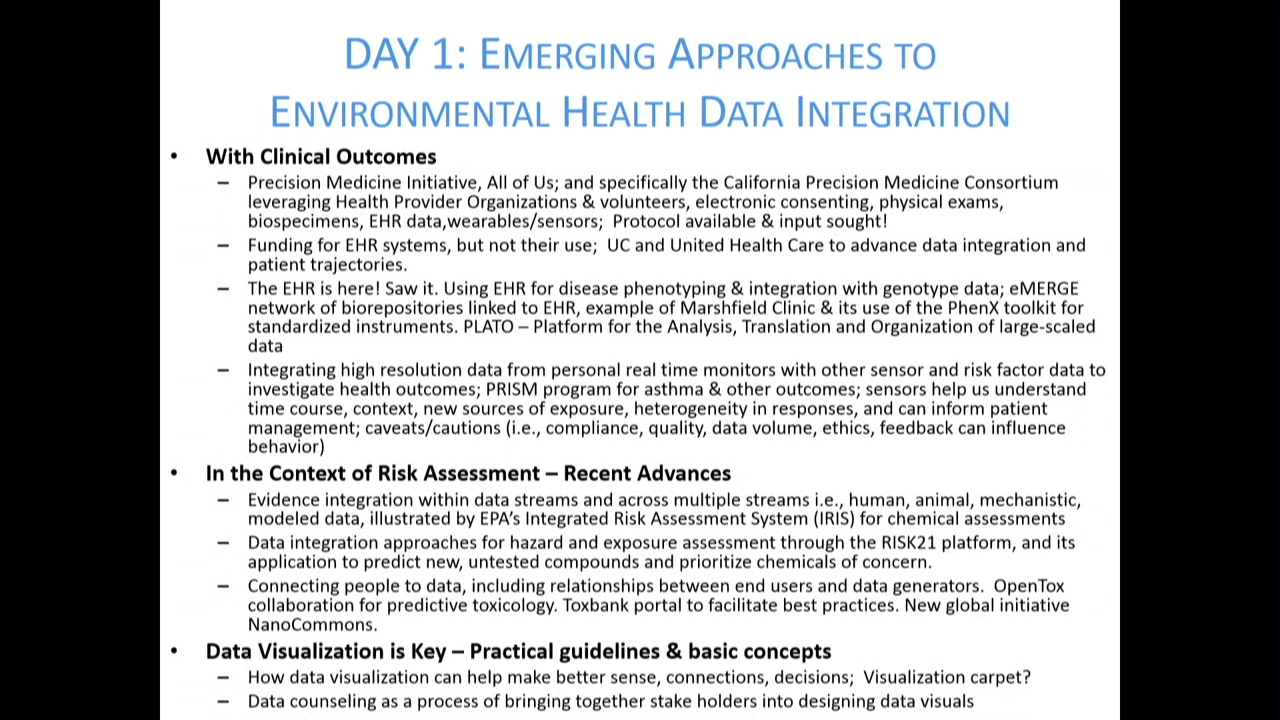 DAY 1: EMERGING APPROACHES TO
ENVIRONMENTAL HEALTH DATA INTEGRATION
• With Clinical Outcomes
– Precision Medicine Initiative, All of Us; and specifically the California Precision Medicine Consortium
leveraging Health Provider Organizations & volunteers, electronic consenting, physical exams,
biospecimens, EHR data,wearables/sensors; Protocol available & input sought!
– Funding for EHR systems, but not their use; UC and United Health Care to advance data integration and
patient trajectories.
– The EHR is here! Saw it. Using EHR for disease phenotyping & integration with genotype data; eMERGE
network of biorepositories linked to EHR, example of Marshfield Clinic & its use of the PhenX toolkit for
standardized instruments. PLATO – Platform for the Analysis, Translation and Organization of large-scaled
data
– Integrating high resolution data from personal real time monitors with other sensor and risk factor data to
investigate health outcomes; PRISM program for asthma & other outcomes; sensors help us understand
time course, context, new sources of exposure, heterogeneity in responses, and can inform patient
management; caveats/cautions (i.e., compliance, quality, data volume, ethics, feedback can influence
behavior)
• In the Context of Risk Assessment – Recent Advances
– Evidence integration within data streams and across multiple streams i.e., human, animal, mechanistic,
modeled data, illustrated by EPA's Integrated Risk Assessment System (IRIS) for chemical assessments
– Data integration approaches for hazard and exposure assessment through the RISK21 platform, and its
application to predict new, untested compounds and prioritize chemicals of concern.
– Connecting people to data, including relationships between end users and data generators. OpenTox
collaboration for predictive toxicology. Toxbank portal to facilitate best practices. New global initiative
NanoCommons.
• Data Visualization is Key – Practical guidelines & basic concepts
– How data visualization can help make better sense, connections, decisions; Visualization carpet?
– Data counseling as a process of bringing together stake holders into designing data visuals